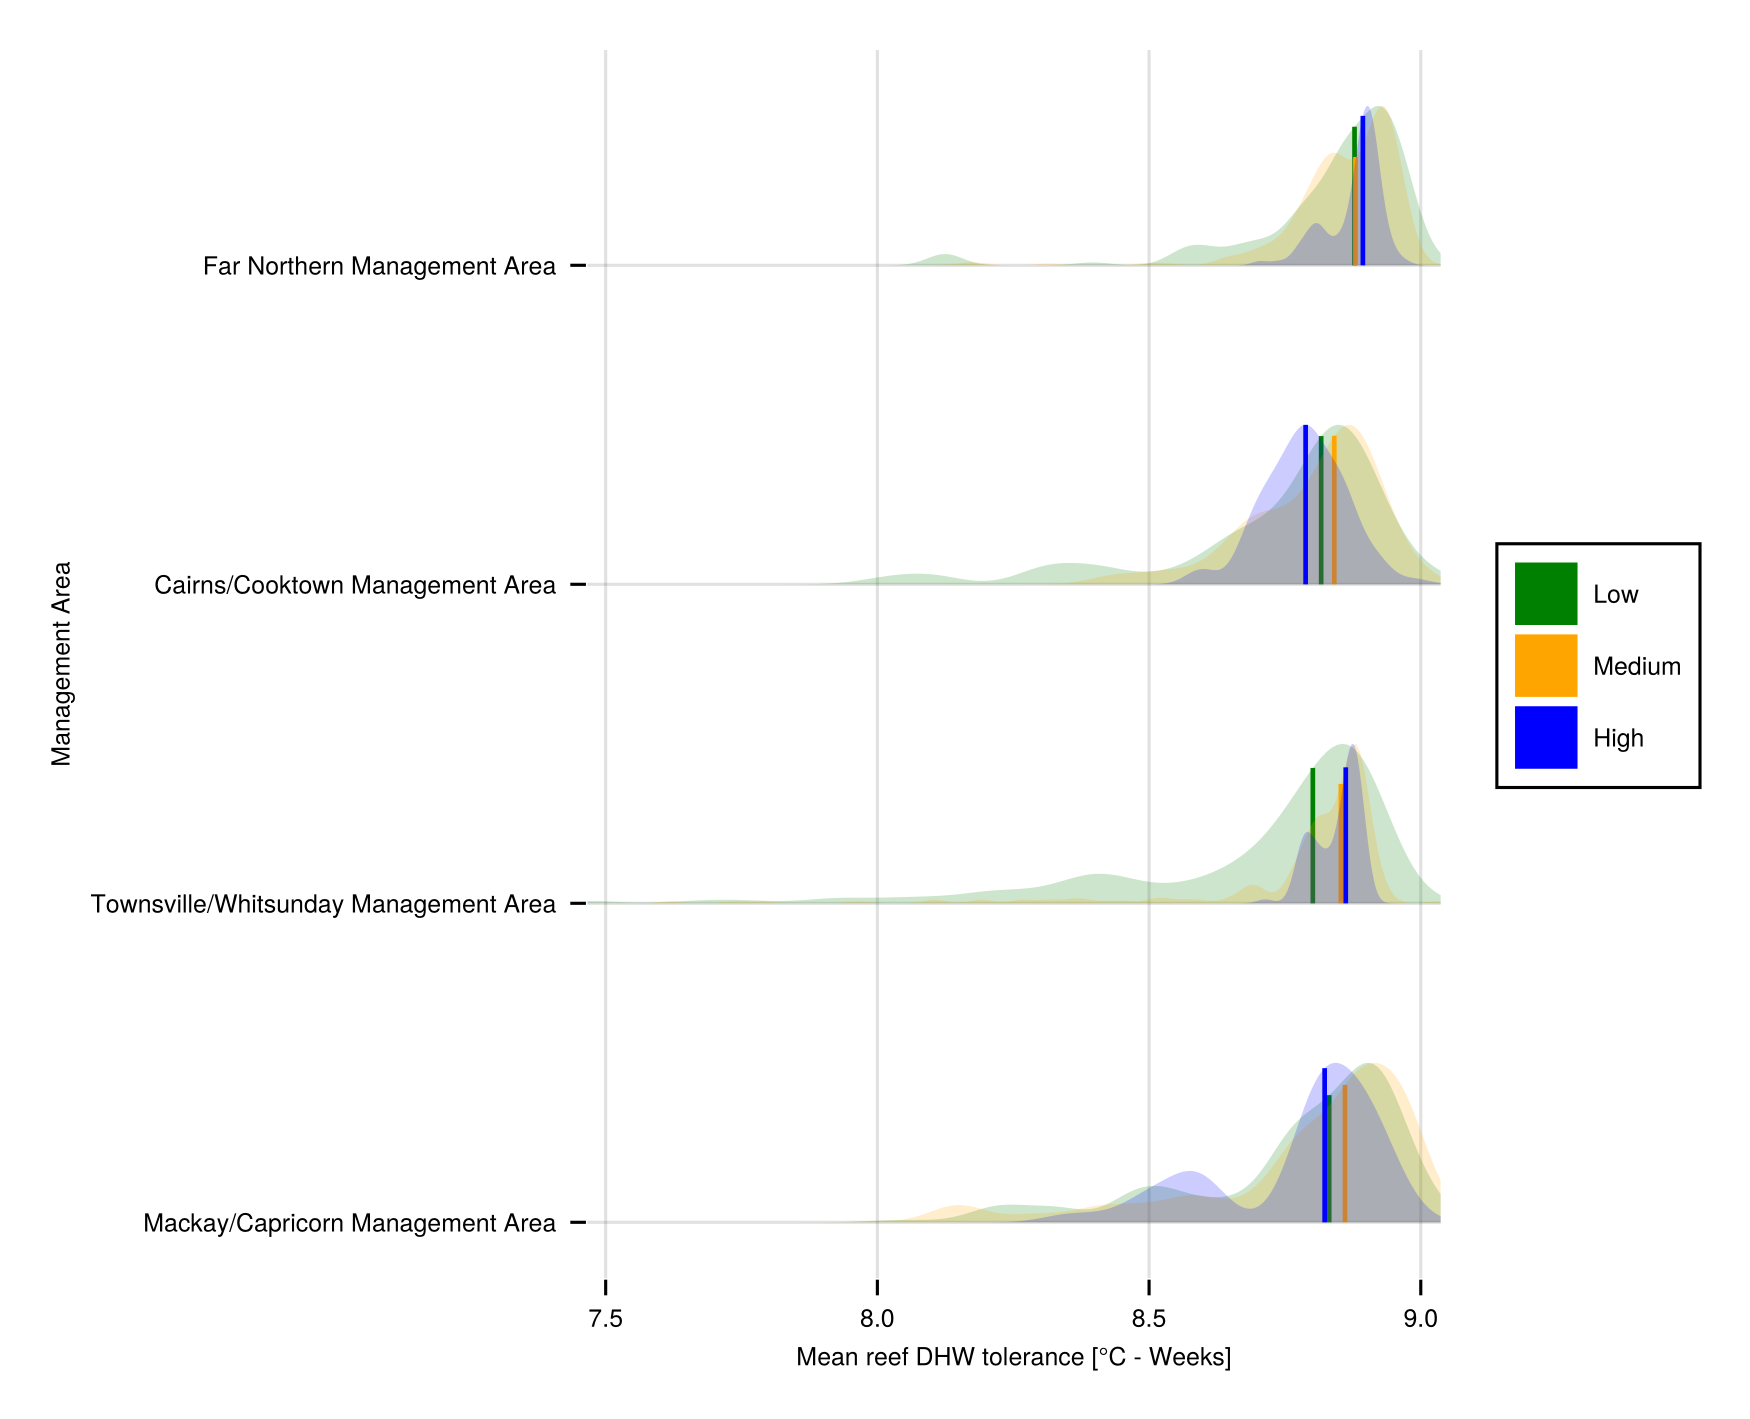 Far Northern Management Area
Cairns/Cooktown Management Area
Townsville/Whitsunday Management Area
Mackay/Capricorn Management Area
Management Area
7.5 8.0 8.5 9.0
Mean reef DHW tolerance [°C - Weeks]
Low
Medium
High